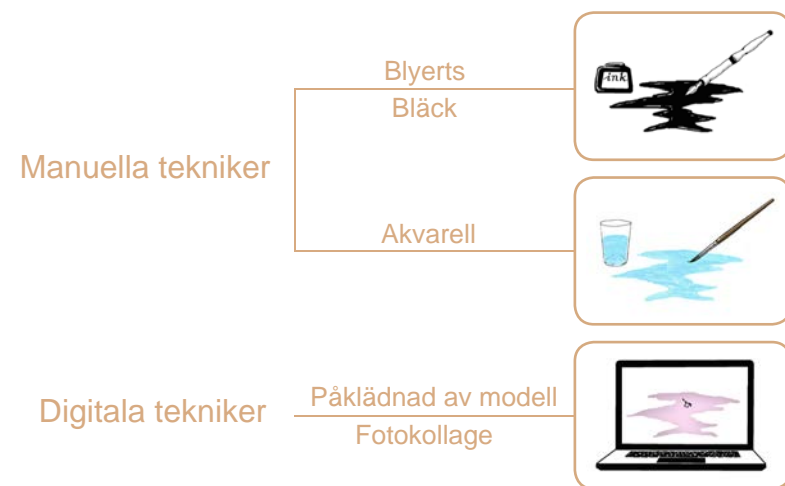 Blyerts
Bläck
ink
Manuella tekniker
Akvarell
Påklädnad av modell
Digitala tekniker
Fotokollage